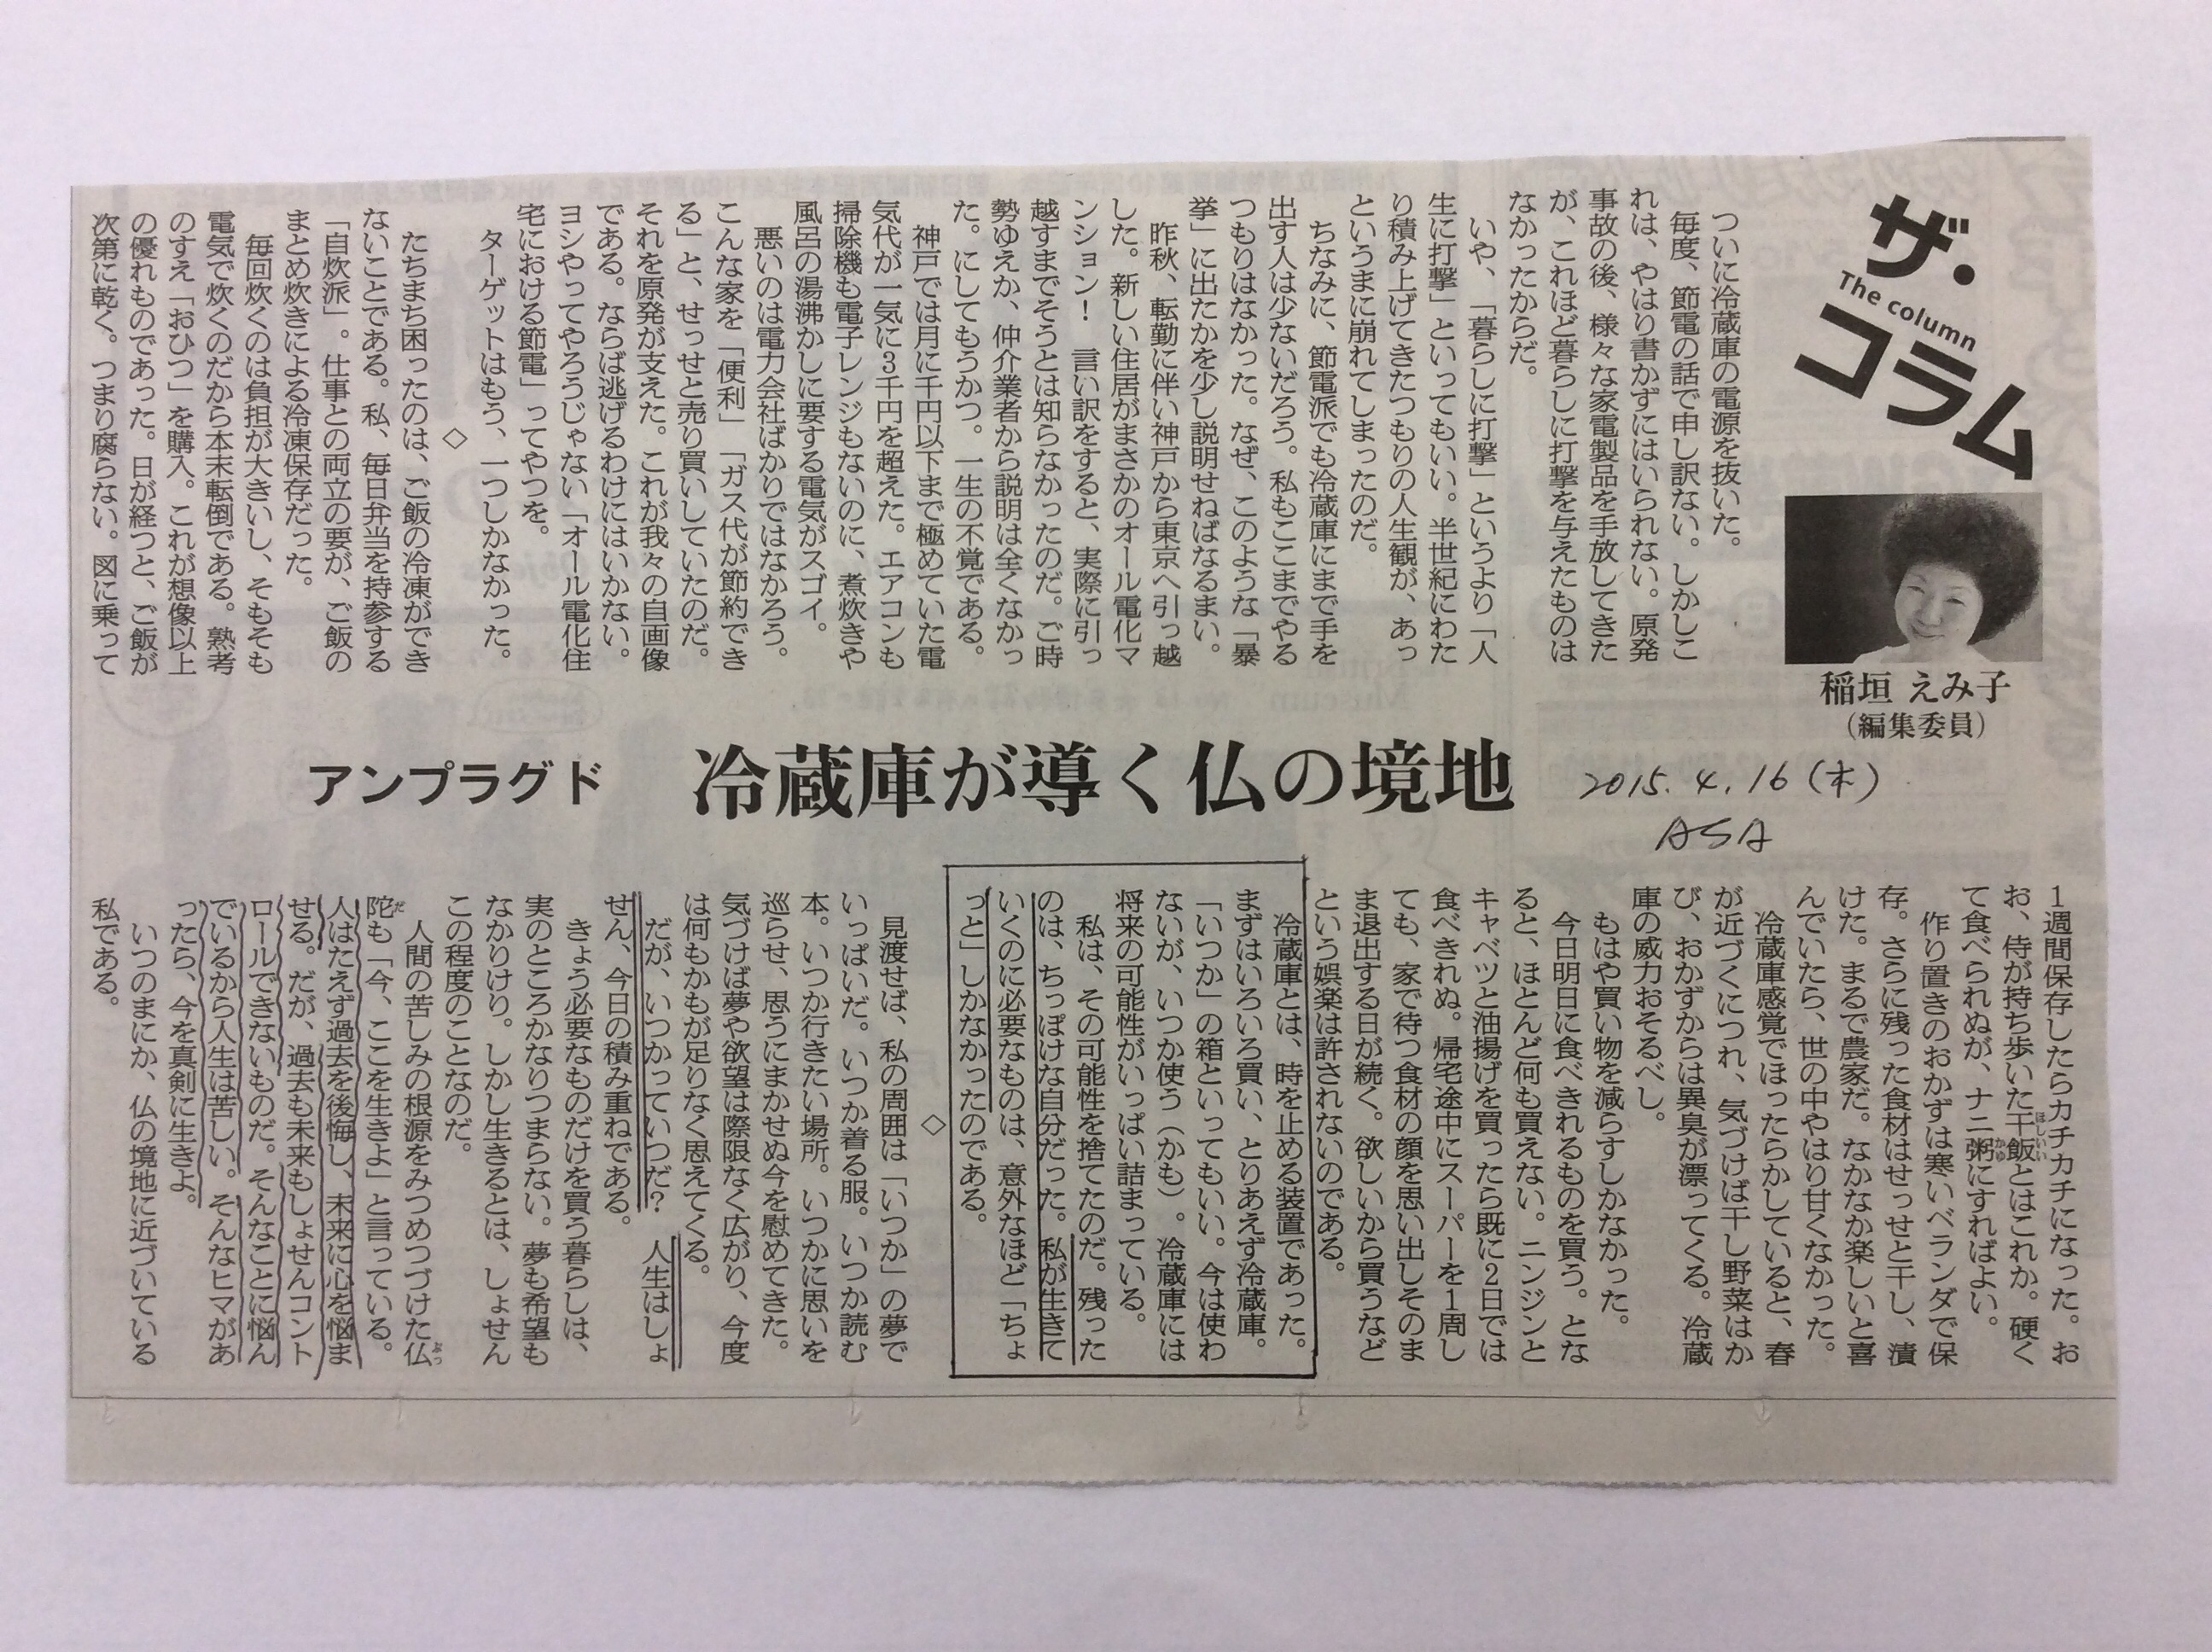 ザ・
The column
コラム
稲垣 えみ子
(編集委員)
2015. 4. 16 (木)
ASA
アンプラグド 冷蔵庫が導く仏の境地
ついに冷蔵庫の電源を抜いた。
毎度、節電の話で申し訳ない。しかしこ
れは、やはり書かずにはいられない。原発
事故の後、様々な家電製品を手放してきた
が、これほど暮らしに打撃を与えたものは
なかったからだ。
いや、「暮らしに打撃」というより「人
生に打撃」といってもいい。半世紀にわた
り積み上げてきたつもりの人生観が、あっ
というまに崩れてしまったのだ。
ちなみに、節電派でも冷蔵庫にまで手を
出す人は少ないだろう。私もここまでやる
つもりはなかった。なぜ、このような「暴
挙」に出たかを少し説明せねばなるまい。
昨秋、転勤に伴い神戸から東京へ引っ越
した。新しい住居がまさかのオール電化マ
ンション! 言い訳をすると、実際に引っ
越すまでそうとは知らなかったのだ。ご時
勢ゆえか、仲介業者から説明は全くなかっ
た。にしてもうかつ。一生の不覚である。
神戸では月に千円以下まで極めていた電
気代が一気に3千円を超えた。エアコンも
掃除機も電子レンジもないのに、煮炊きや
風呂の湯沸かしに要する電気がスゴイ。
悪いのは電力会社ばかりではなかろう。
こんな家を「便利」「ガス代が節約でき
る」と、せっせと売り買いしていたのだ。
それを原発が支えた。これが我々の自画像
である。ならば逃げるわけにはいかない。
ヨシやってやろうじゃない「オール電化住
宅における節電」ってやつを。
ターゲットはもう、一つしかなかった。
◇
たちまち困ったのは、ご飯の冷凍ができ
ないことである。私、毎日弁当を持参する
「自炊派」。仕事との両立の要が、ご飯の
まとめ炊きによる冷凍保存だった。
毎回炊くのは負担が大きいし、そもそも
電気で炊くのだから本末転倒である。熟考
のすえ「おひつ」を購入。これが想像以上
の優れものであった。日が経つと、ご飯が
次第に乾く。つまり腐らない。図に乗って
1週間保存したらカチカチになった。お
お、侍が持ち歩いた干飯とはこれか。硬く
て食べられぬが、ナニ粥にすればよい。
作り置きのおかずは寒いベランダで保
存。さらに残った食材はせっせと干し、漬
けた。まるで農家だ。なかなか楽しいと喜
んでいたら、世の中やはり甘くなかった。
冷蔵庫感覚でほったらかしていると、春
が近づくにつれ、気づけば干し野菜はか
び、おかずからは異臭が漂ってくる。冷蔵
庫の威力おそるべし。
もはや買い物を減らすしかなかった。
今日明日に食べきれるものを買う。とな
ると、ほとんど何も買えない。ニンジンと
キャベツと油揚げを買ったら既に2日では
食べきれぬ。帰宅途中にスーパーを1周し
ても、家で待つ食材の顔を思い出しそのま
ま退出する日が続く。欲しいから買うなど
という娯楽は許されないのである。
冷蔵庫とは、時を止める装置であった。
まずはいろいろ買い、とりあえず冷蔵庫。
「いつか」の箱といってもいい。今は使わ
ないが、いつか使う(かも)。冷蔵庫には
将来の可能性がいっぱい詰まっている。
私は、その可能性を捨てたのだ。残った
のは、ちっぽけな自分だった。私が生きて
いくのに必要なものは、意外なほど「ちょ
っと」しかなかったのである。
◇
見渡せば、私の周囲は「いつか」の夢で
いっぱいだ。いつか着る服。いつか読む
本。いつか行きたい場所。いつかに思いを
巡らせ、思うにまかせぬ今を慰めてきた。
気づけば夢や欲望は際限なく広がり、今度
は何もかもが足りなく思えてくる。
だが、いつかっていつだ? 人生はしょ
せん、今日の積み重ねである。
きょう必要なものだけを買う暮らしは、
実のところかなりつまらない。夢も希望も
なかりけり。しかし生きるとは、しょせん
この程度のことなのだ。
人間の苦しみの根源をみつめつづけた仏
陀も「今、ここを生きよ」と言っている。
人はたえず過去を後悔し、未来に心を悩ま
せる。だが、過去も未来もしょせんコント
ロールできないものだ。そんなことに悩ん
でいるから人生は苦しい。そんなヒマがあ
ったら、今を真剣に生きよ。
いつのまにか、仏の境地に近づいている
私である。